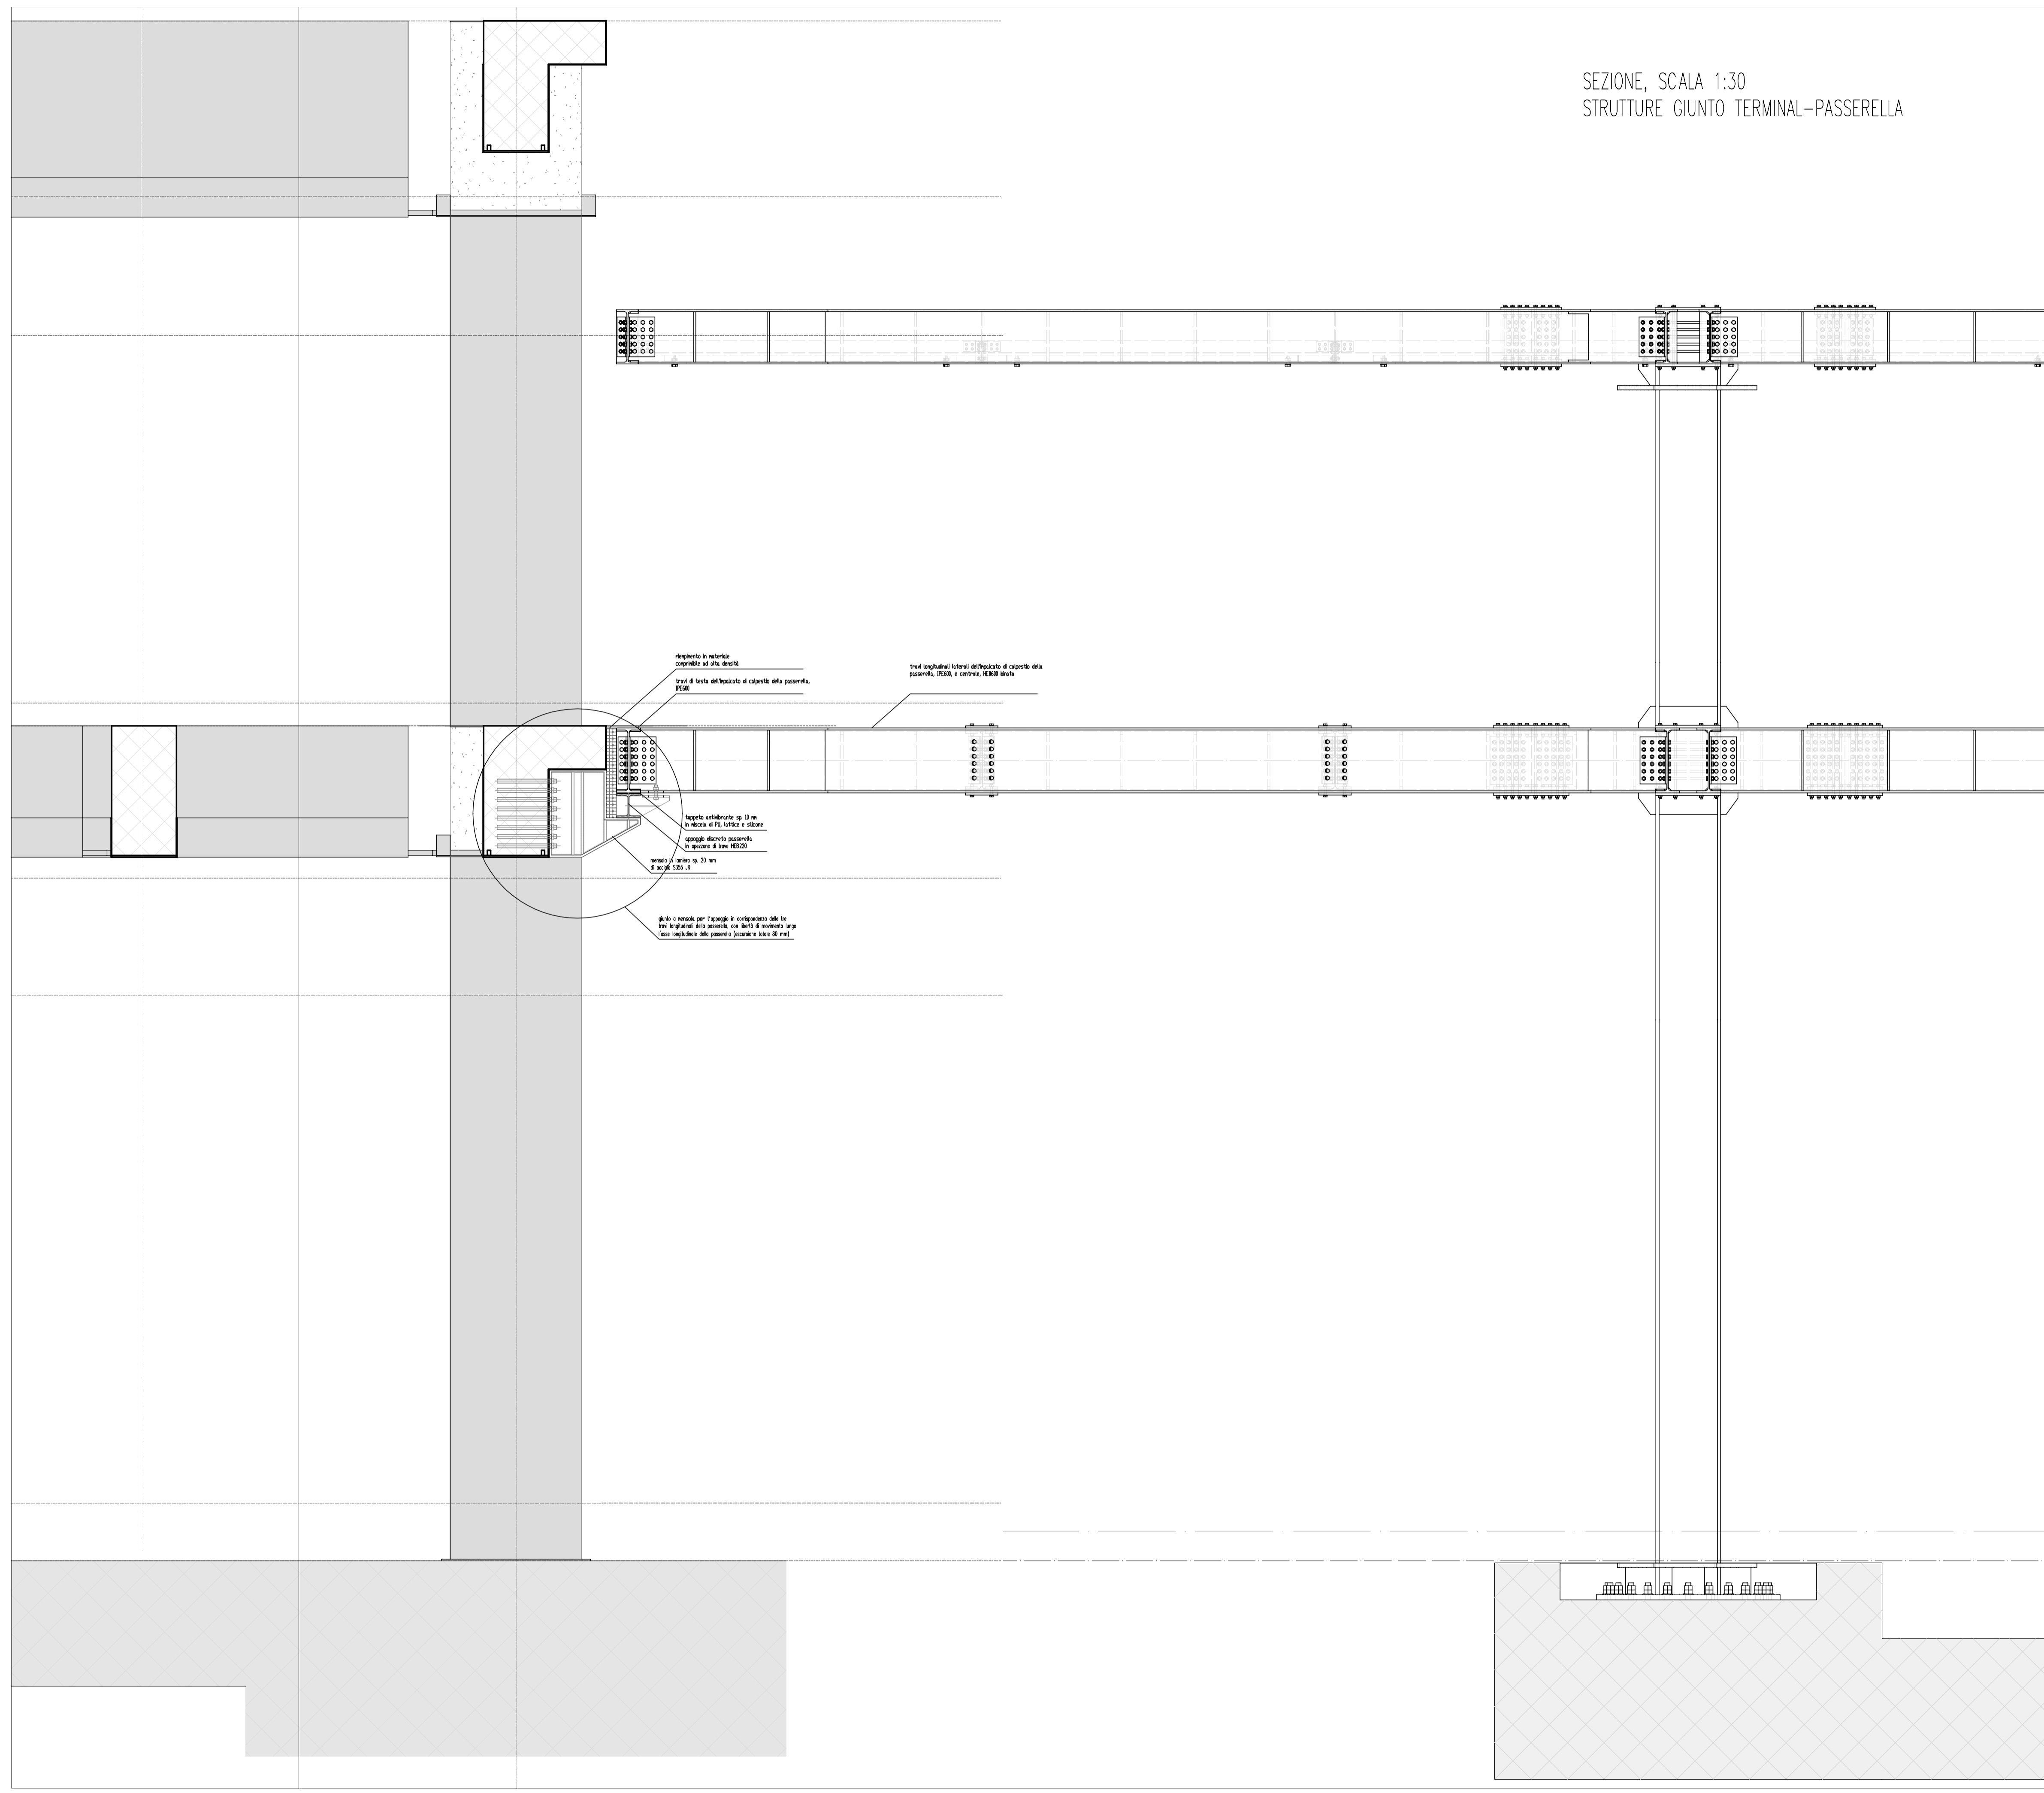 SEZIONE, SCALA 1:30
STRUTTURE GIUNTO TERMINAL-PASSERELLA
riempimento in materiale
comprimibile ad alta densità
travi di testa dell'impalcato di calpestio della passerella,
IPE600
travi longitudinali laterali dell'impalcato di calpestio della
passerella, IPE600, e centrale, HEB600 binata
tappeto antivibrante sp. 10 mm
in miscela di PU, lattice e silicone
appoggio discreto passerella
in spezzone di trave HEB220
mensola in lamiera sp. 20 mm
di acciaio S355 JR
giunto a mensola per l'appoggio in corrispondenza delle tre
travi longitudinali della passerella, con libertà di movimento lungo
l'asse longitudinale della passerella (escursione totale 80 mm)